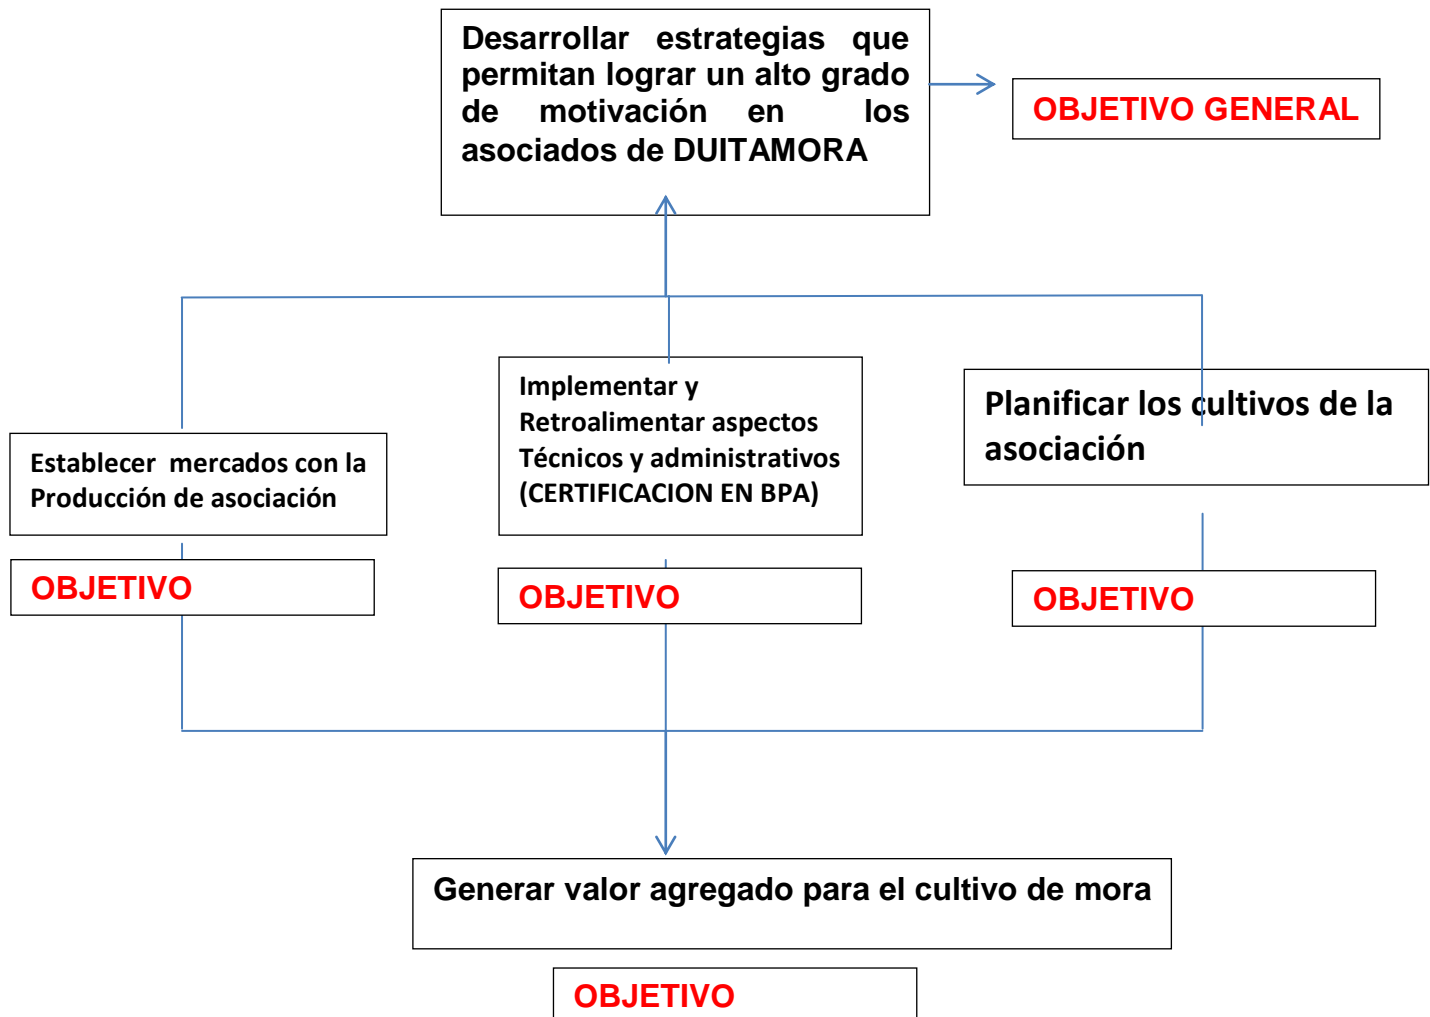 Desarrollar estrategias que
permitan lograr un alto grado
de motivación en los
asociados de DUITAMORA
OBJETIVO GENERAL
Establecer mercados con la
Producción de asociación
OBJETIVO
Implementar y
Retroalimentar aspectos
Técnicos y administrativos
(CERTIFICACION EN BPA)
OBJETIVO
Planificar los cultivos de la
asociación
OBJETIVO
Generar valor agregado para el cultivo de mora
OBJETIVO